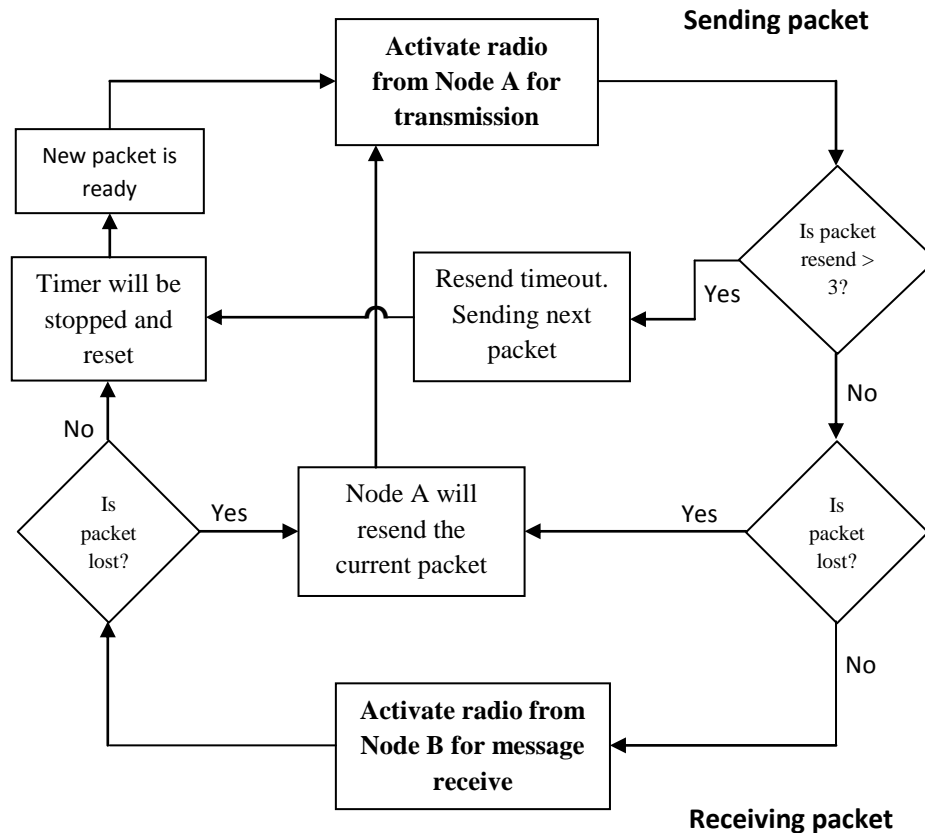 Sending packet
Activate radio
from Node A for
transmission
New packet is
ready
Is packet
resend >
3?
Timer will be
stopped and
reset
Resend timeout.
Sending next
packet
Yes
No
No
Is
packet
lost?
Yes
Node A will
resend the
current packet
Yes
Is
packet
lost?
No
Activate radio from
Node B for message
receive
Receiving packet